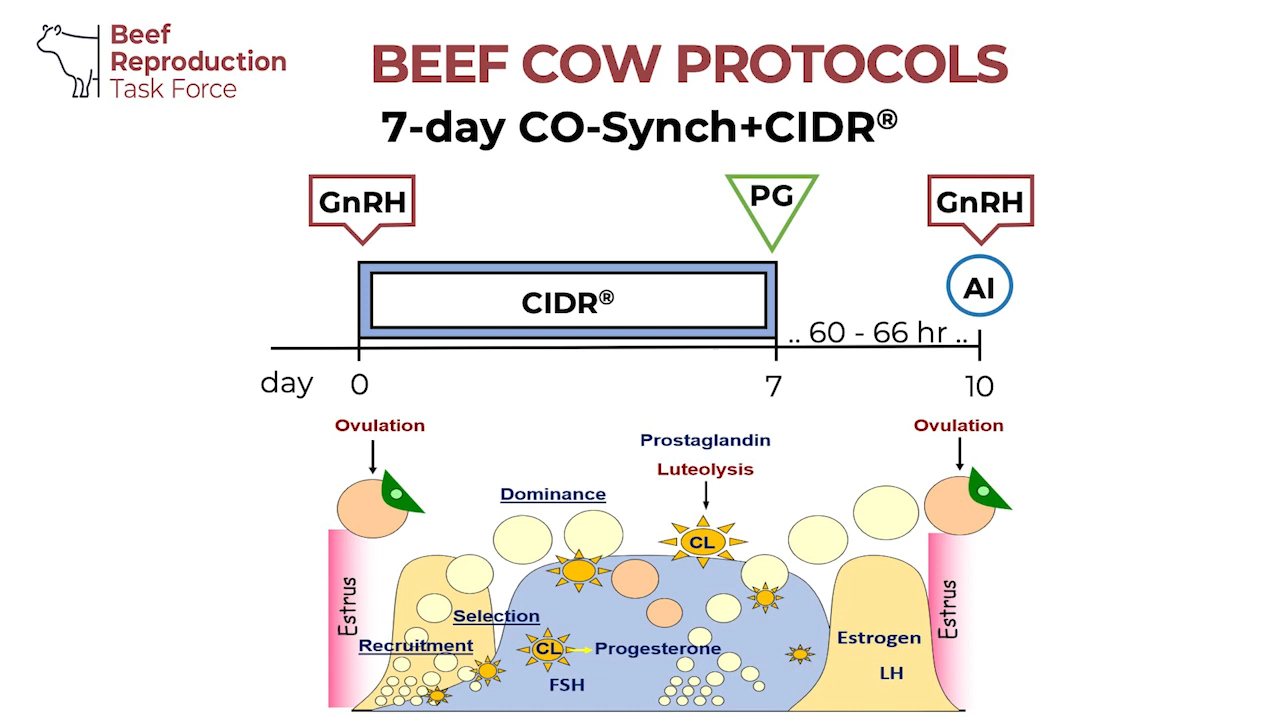 Beef
Reproduction
Task Force
BEEF COW PROTOCOLS
7-day CO-Synch+CIDR®
GnRH
PG
GnRH
CIDR®
AI
.. 60 - 66 hr ..
day 0 7 10
Ovulation
Prostaglandin
Luteolysis
Ovulation
Dominance
CL
Estrus
Selection
Recruitment
CL
Progesterone
FSH
Estrogen
LH
Estrus